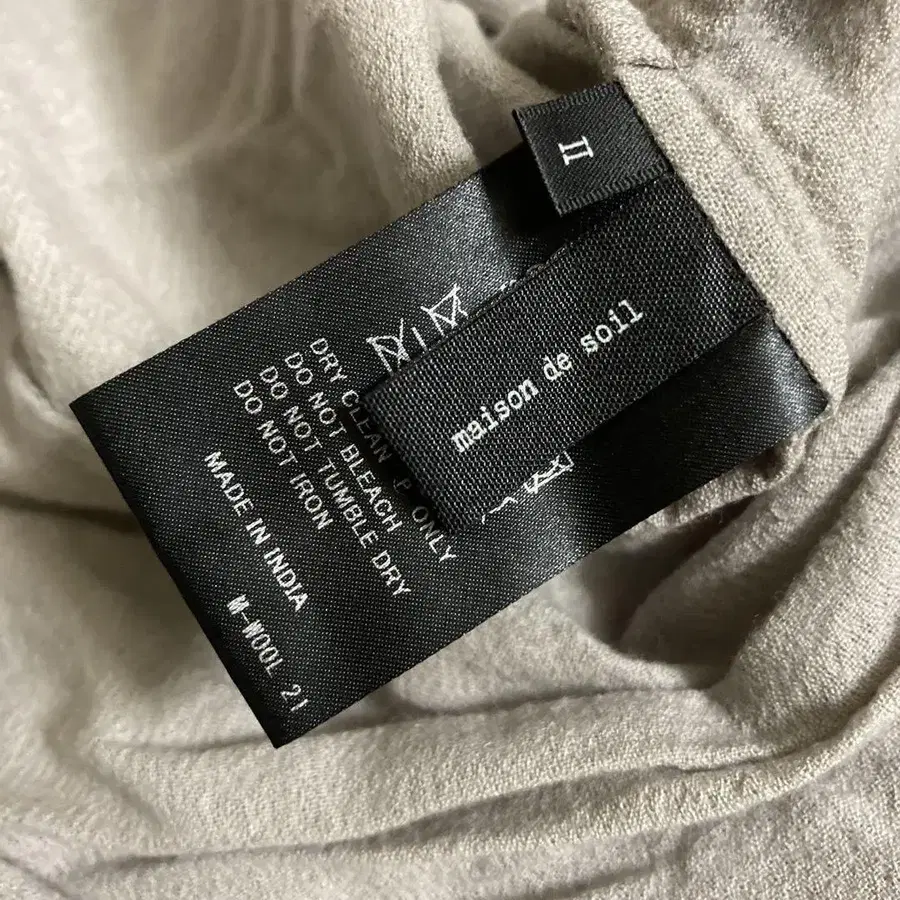 II
maison de soil
DRY CLEAN P ONLY
DO NOT BLEACH
DO NOT TUMBLE DRY
DO NOT IRON
MADE IN INDIA
M-WOOL 21